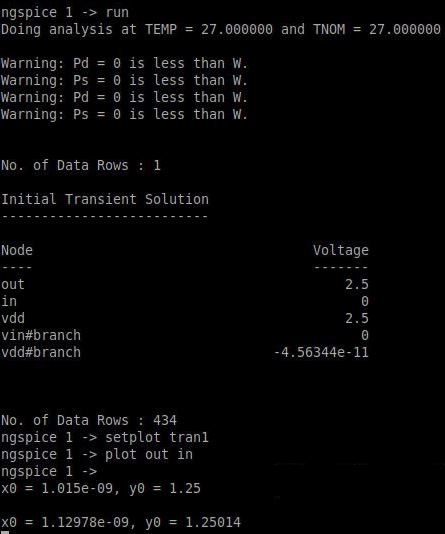 ngspice 1 -> run
Doing analysis at TEMP = 27.000000 and TNOM = 27.000000
Warning: Pd = 0 is less than W.
Warning: Ps = 0 is less than W.
Warning: Pd = 0 is less than W.
Warning: Ps = 0 is less than W.
No. of Data Rows : 1
Initial Transient Solution
--------------------------
Node Voltage
---- -------
out 2.5
in 0
vdd 2.5
vin#branch 0
vdd#branch -4.56344e-11
No. of Data Rows : 434
ngspice 1 -> setplot tran1
ngspice 1 -> plot out in
ngspice 1 ->
x0 = 1.015e-09, y0 = 1.25
x0 = 1.12978e-09, y0 = 1.25014